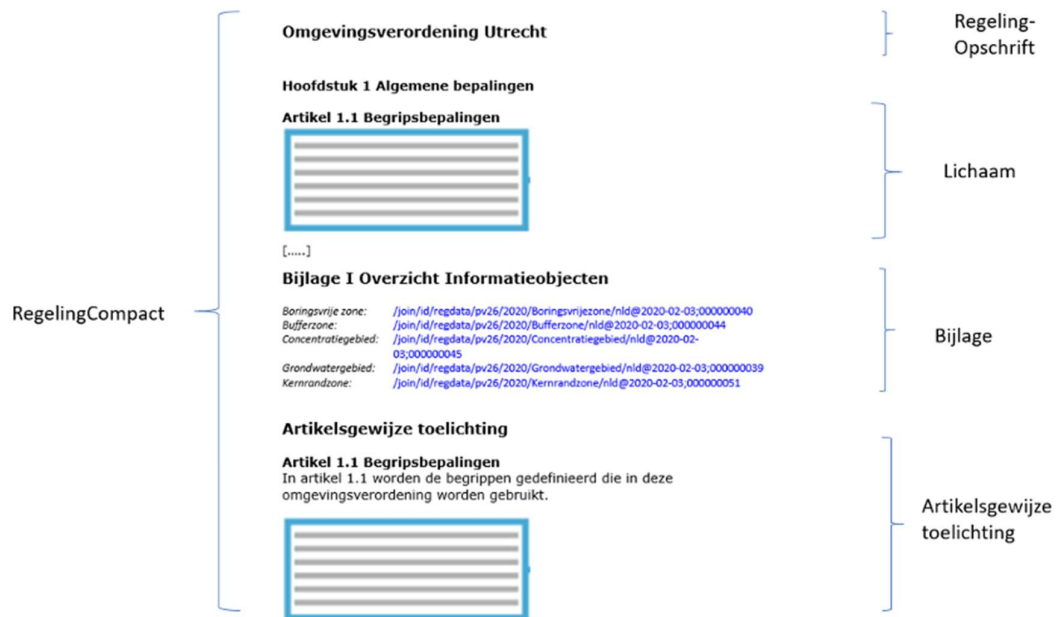 Omgevingsverordening Utrecht
Regeling-
Opschrift
Hoofdstuk 1 Algemene bepalingen
Artikel 1.1 Begripsbepalingen
Lichaam
[.....]
Bijlage I Overzicht Informatieobjecten
RegelingCompact
Boringsvrije zone: /join/id/regdata/pv26/2020/Boringsvrijezone/nld@2020-02-03;000000040
Bufferzone: /join/id/regdata/pv26/2020/Bufferzone/nld@2020-02-03;000000044
Concentratiegebied: /join/id/regdata/pv26/2020/Concentratiegebied/nld@2020-02-
03;000000045
Grondwatergebied: /join/id/regdata/pv26/2020/Grondwatergebied/nld@2020-02-03;000000039
Kernrandzone: /join/id/regdata/pv26/2020/Kernrandzone/nld@2020-02-03;000000051
Bijlage
Artikelsgewijze toelichting
Artikel 1.1 Begripsbepalingen
In artikel 1.1 worden de begrippen gedefinieerd die in deze
omgevingsverordening worden gebruikt.
Artikelsgewijze
toelichting